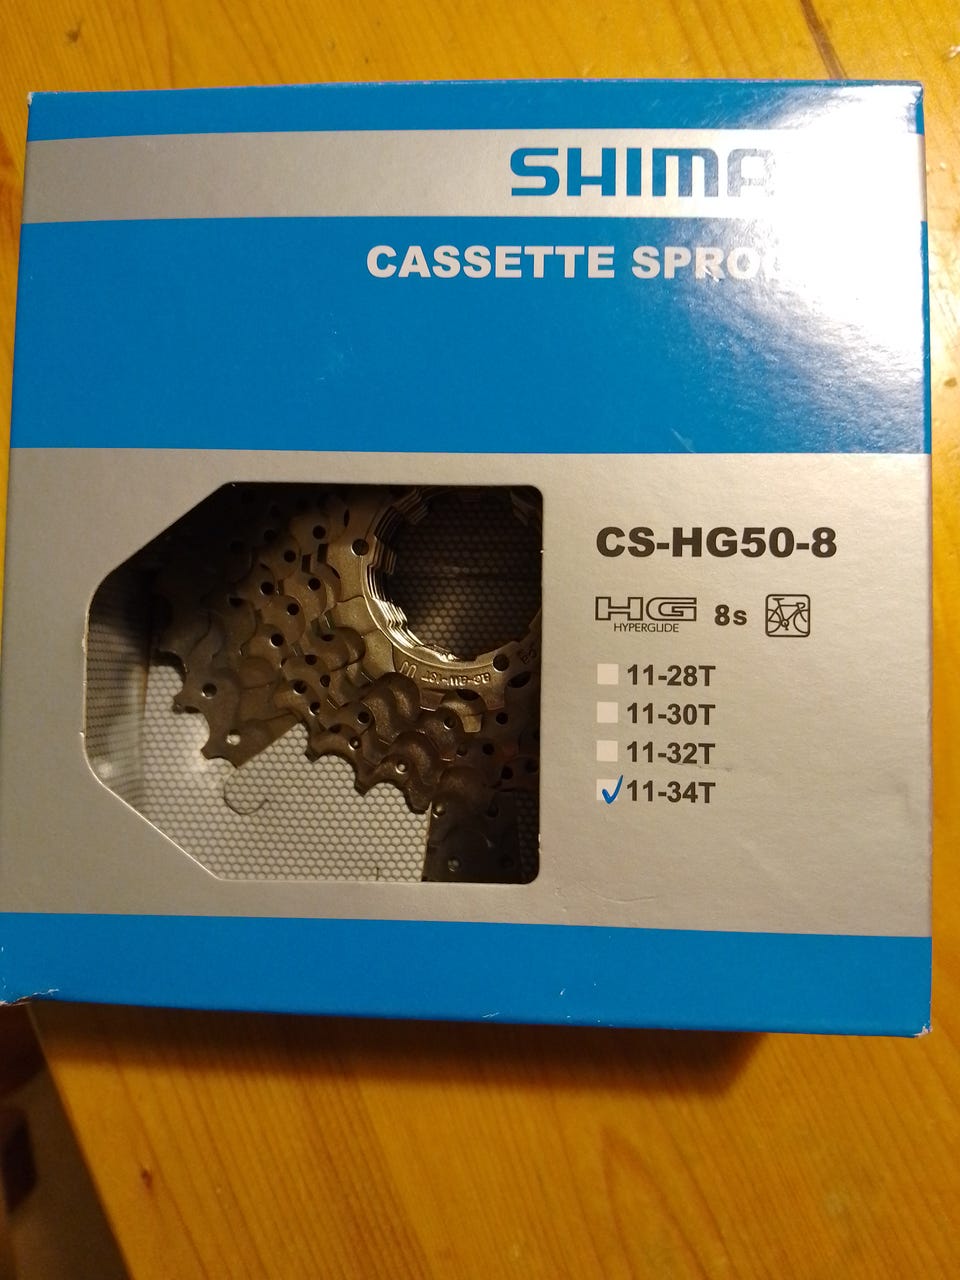 SHIMA
CASSETTE SPRO
CS-HG50-8
HG
HYPERGLIDE
8s
11-28T
11-30T
11-32T
11-34T